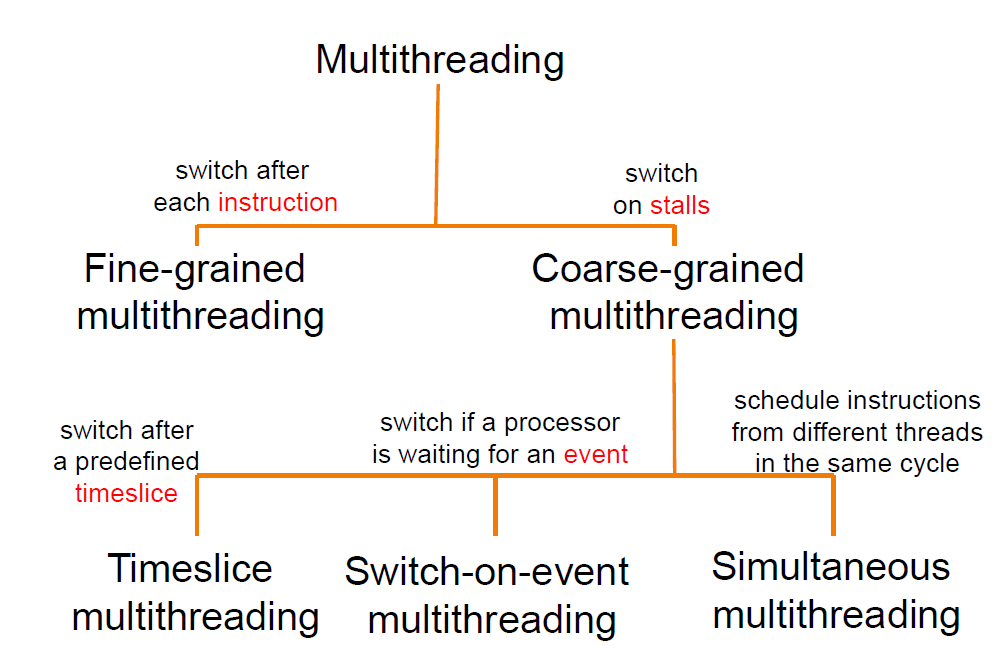 Multithreading
switch after
each instruction
switch
on stalls
Fine-grained
multithreading
Coarse-grained
multithreading
switch after
a predefined
timeslice
switch if a processor
is waiting for an event
schedule instructions
from different threads
in the same cycle
Timeslice
multithreading
Switch-on-event
multithreading
Simultaneous
multithreading